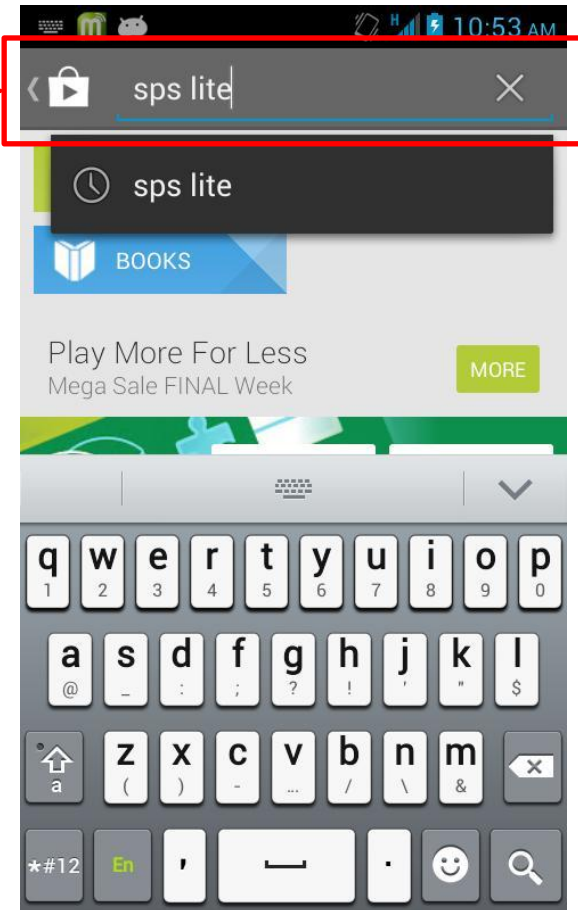 10:53 AM
sps lite
sps lite
BOOKS
Play More For Less
Mega Sale FINAL Week
MORE
q w e r t y u i o p
1 2 3 4 5 6 7 8 9 0
a s d f g h j k l
@ _ : ; ? ! ' " $
a z x c v b n m
( ) - ... / \ &
*#12 En , .